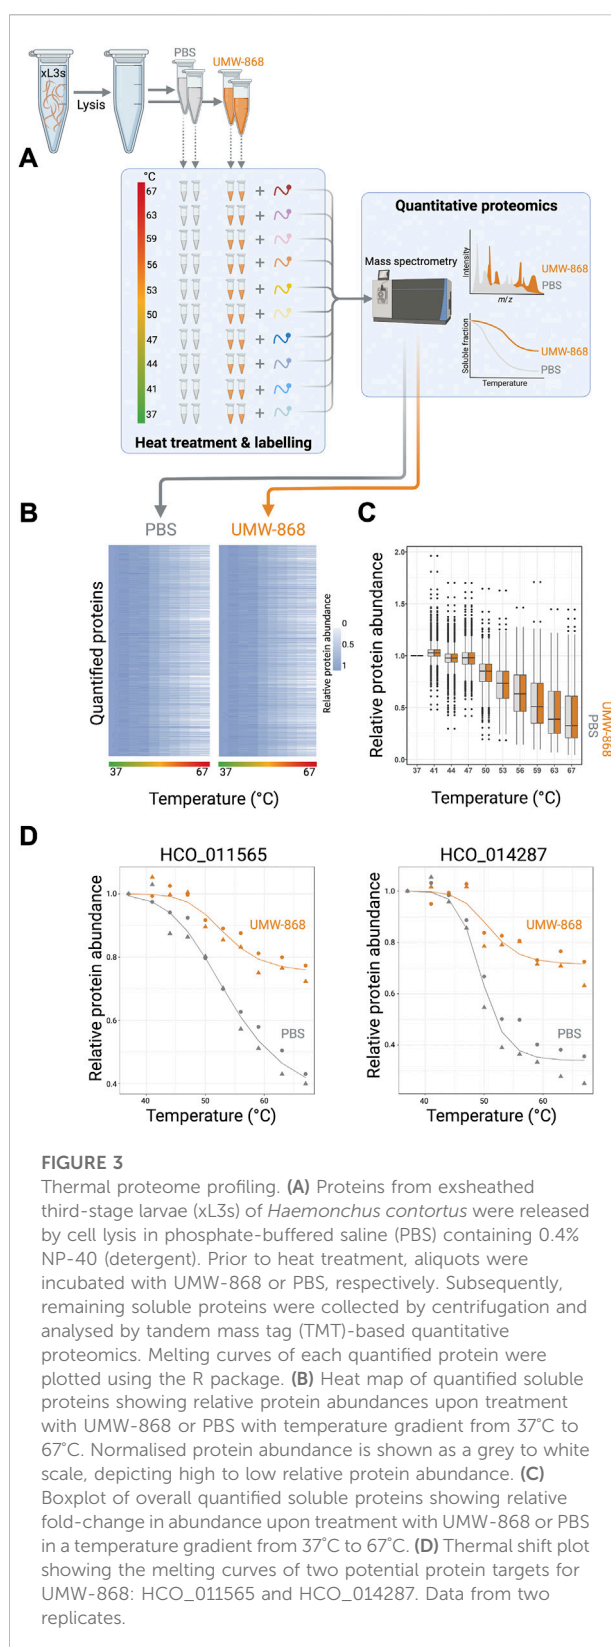 PBS
UMW-868
xL3s
Lysis
A
°C
67
63
59
56
53
50
47
44
41
37
+
+
+
+
+
+
+
+
+
+
Heat treatment & labelling
Quantitative proteomics
Mass spectrometry
Intensity
UMW-868
PBS
m/z
Soluble fraction
UMW-868
PBS
Temperature
B
PBS
UMW-868
Quantified proteins
Relative protein abundance
0
0.5
1
37
67
37
67
Temperature (°C)
C
Relative protein abundance
2.0
1.5
1.0
0.5
0.0
37 41 44 47 50 53 56 59 63 67
Temperature (°C)
UMW-868
PBS
D
HCO_011565
Relative protein abundance
1.0
0.8
0.6
0.4
UMW-868
PBS
40 50 60
Temperature (°C)
HCO_014287
Relative protein abundance
1.0
0.8
0.6
0.4
UMW-868
PBS
40 50 60
Temperature (°C)
FIGURE 3
Thermal proteome profiling. (A) Proteins from exsheathed
third-stage larvae (xL3s) of Haemonchus contortus were released
by cell lysis in phosphate-buffered saline (PBS) containing 0.4%
NP-40 (detergent). Prior to heat treatment, aliquots were
incubated with UMW-868 or PBS, respectively. Subsequently,
remaining soluble proteins were collected by centrifugation and
analysed by tandem mass tag (TMT)-based quantitative
proteomics. Melting curves of each quantified protein were
plotted using the R package. (B) Heat map of quantified soluble
proteins showing relative protein abundances upon treatment
with UMW-868 or PBS with temperature gradient from 37°C to
67°C. Normalised protein abundance is shown as a grey to white
scale, depicting high to low relative protein abundance. (C)
Boxplot of overall quantified soluble proteins showing relative
fold-change in abundance upon treatment with UMW-868 or PBS
in a temperature gradient from 37°C to 67°C. (D) Thermal shift plot
showing the melting curves of two potential protein targets for
UMW-868: HCO_011565 and HCO_014287. Data from two
replicates.